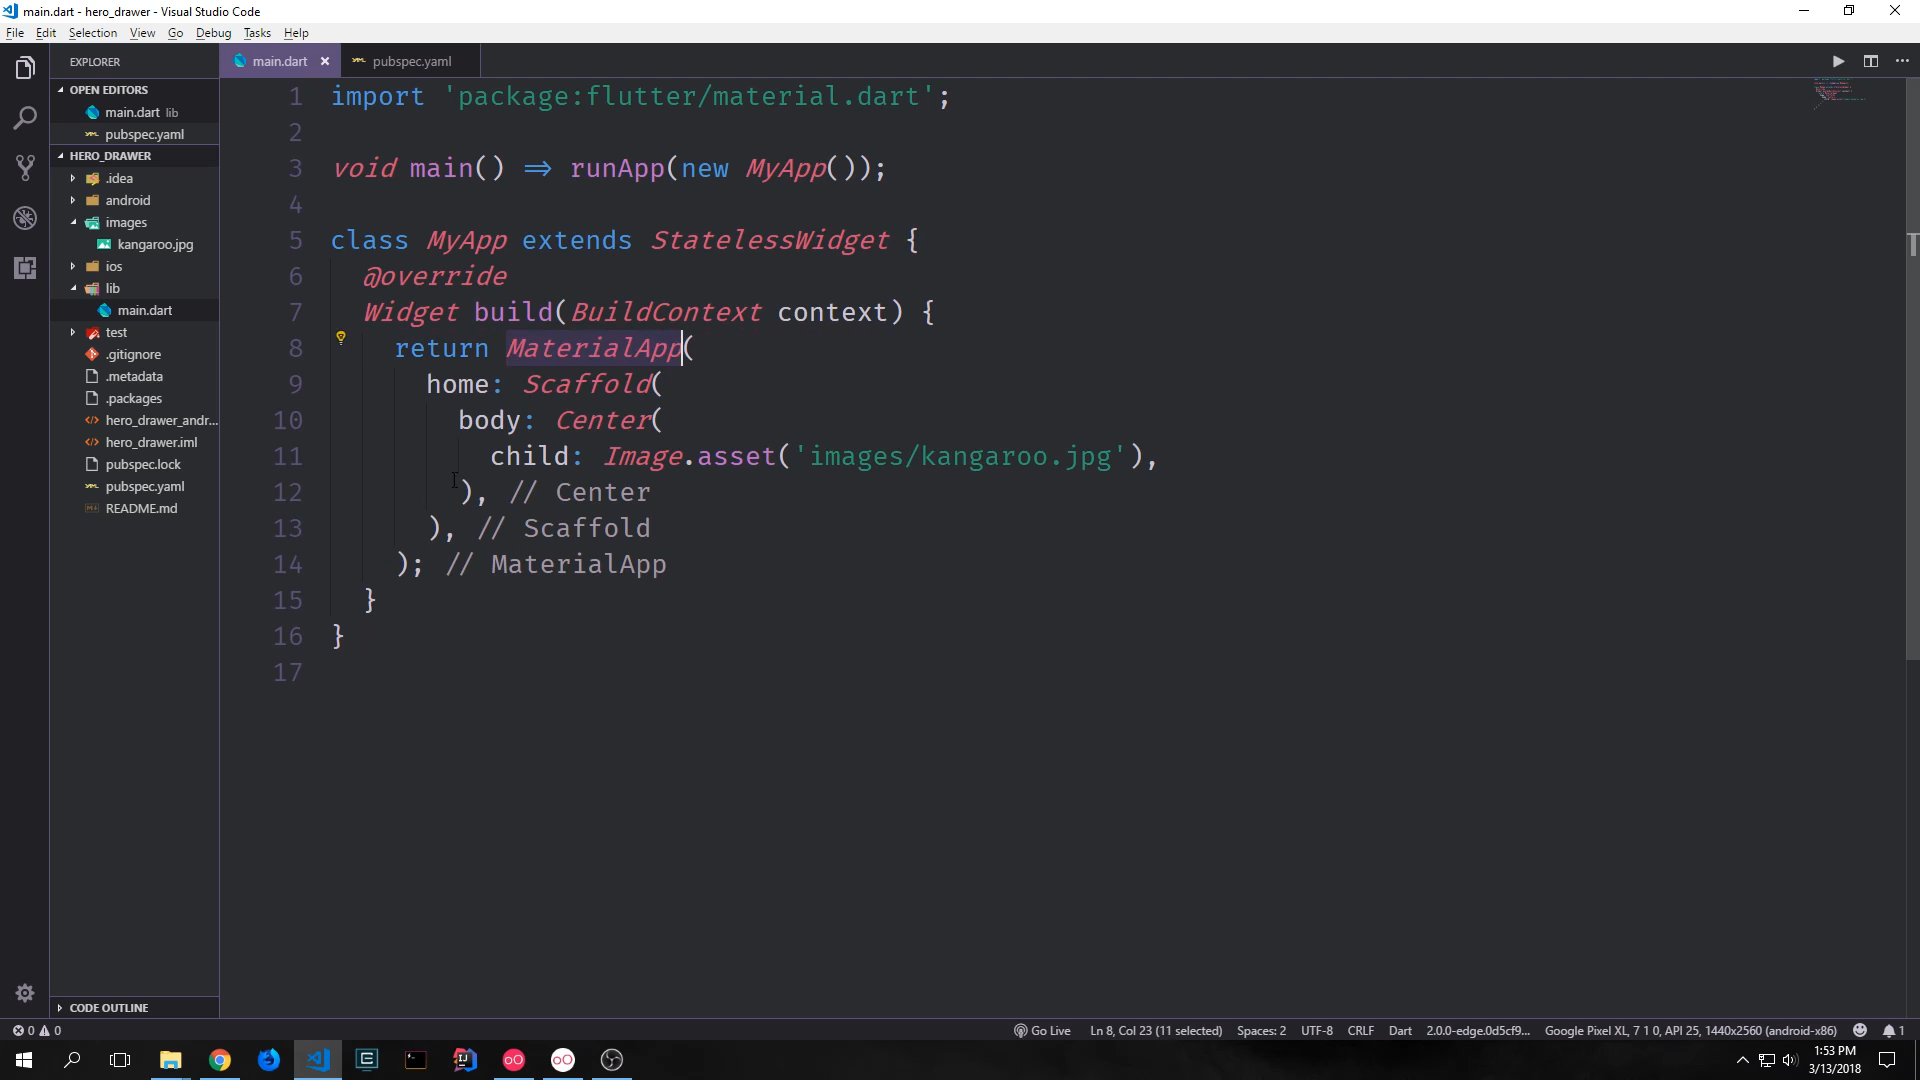 main.dart - hero_drawer - Visual Studio Code
File Edit Selection View Go Debug Tasks Help
EXPLORER
OPEN EDITORS
main.dart lib
pubspec.yaml
HERO_DRAWER
.idea
android
images
kangaroo.jpg
ios
lib
main.dart
test
.gitignore
.metadata
.packages
hero_drawer_andr...
hero_drawer.iml
pubspec.lock
pubspec.yaml
README.md
CODE OUTLINE
main.dart pubspec.yaml
1 import 'package:flutter/material.dart';
2
3 void main() => runApp(new MyApp());
4
5 class MyApp extends StatelessWidget {
6 @override
7 Widget build(BuildContext context) {
8 return MaterialApp(
9 home: Scaffold(
10 body: Center(
11 child: Image.asset('images/kangaroo.jpg'),
12 ), // Center
13 ), // Scaffold
14 ); // MaterialApp
15 }
16 }
17
0 0 Go Live Ln 8, Col 23 (11 selected) Spaces: 2 UTF-8 CRLF Dart 2.0.0-edge.0d5cf9... Google Pixel XL, 7 1 0, API 25, 1440x2560 (android-x86) 1
1:53 PM
3/13/2018